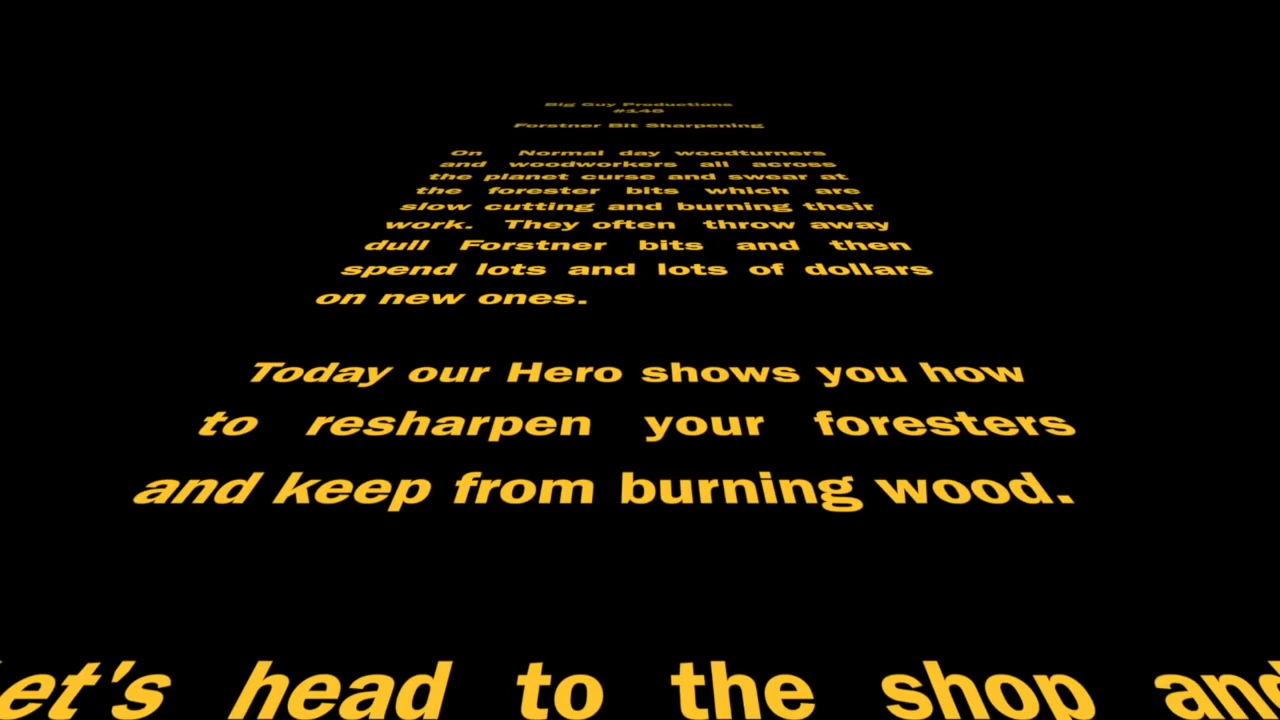 Big Guy Productions
#146
Forstner Bit Sharpening
On Normal day woodturners
and woodworkers all across
the planet curse and swear at
the forester bits which are
slow cutting and burning their
work. They often throw away
dull Forstner bits and then
spend lots and lots of dollars
on new ones.
Today our Hero shows you how
to resharpen your foresters
and keep from burning wood.
Let's head to the shop and